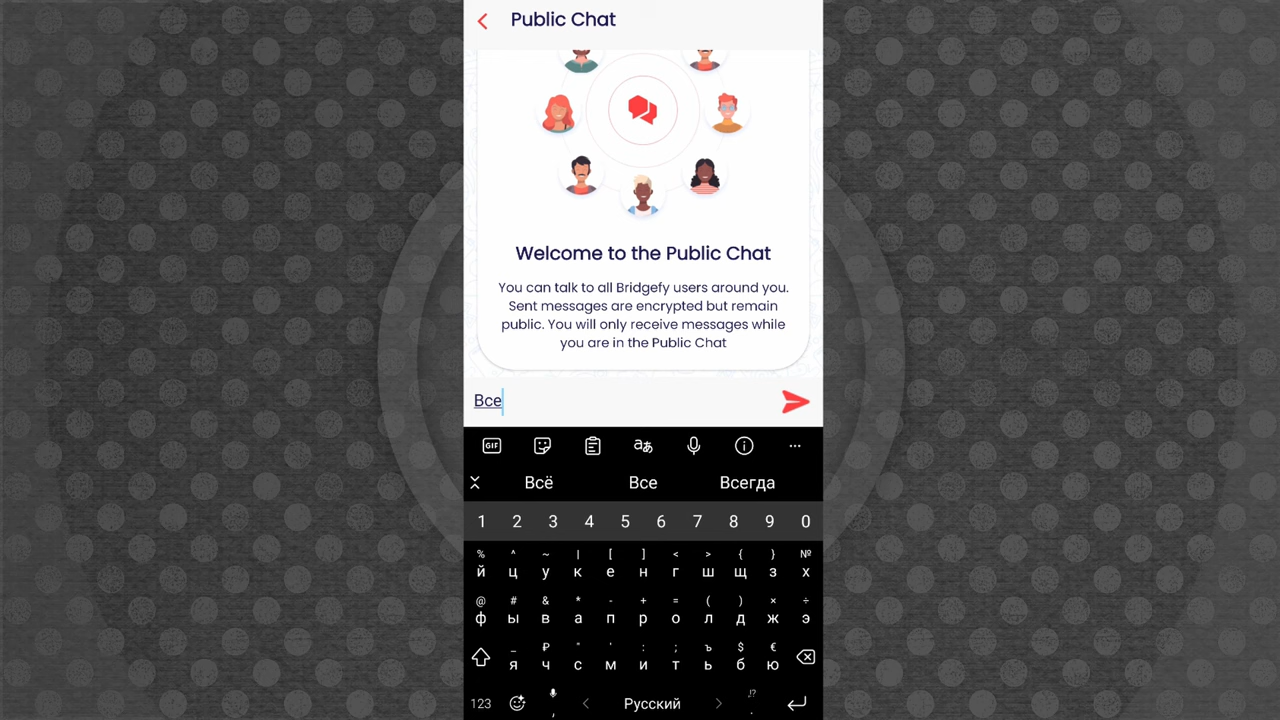 Public Chat
Welcome to the Public Chat
You can talk to all Bridgefy users around you.
Sent messages are encrypted but remain
public. You will only receive messages while
you are in the Public Chat
Все
GIF
Всё Все Всегда
1 2 3 4 5 6 7 8 9 0
% ^ ~ | [ ] < > { } №
й ц у к е н г ш щ з х
@ # & * - + = ( ) × ÷
ф ы в а п р о л д ж э
_ ₽ " ' : ; ъ $ €
я ч с м и т ь б ю
123 , < Русский > .!?
.